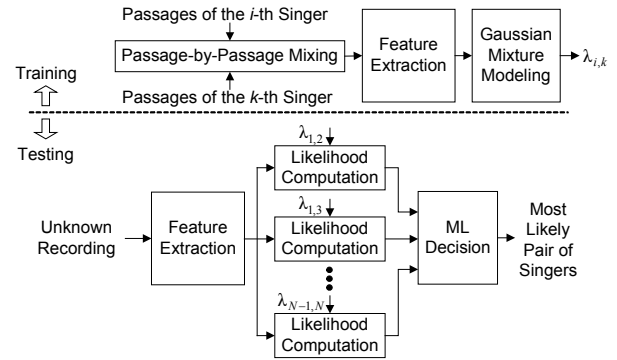 Passages of the i-th Singer
Passage-by-Passage Mixing
Passages of the k-th Singer
Feature
Extraction
Gaussian
Mixture
Modeling
λi,k
Training
Testing
Unknown
Recording
Feature
Extraction
λ1,2
Likelihood
Computation
λ1,3
Likelihood
Computation
λN−1,N
Likelihood
Computation
ML
Decision
Most
Likely
Pair of
Singers